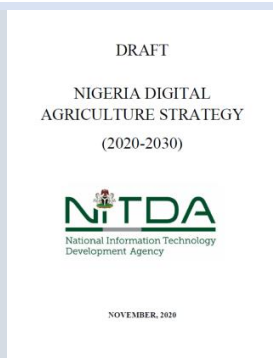 DRAFT
NIGERIA DIGITAL
AGRICULTURE STRATEGY
(2020-2030)
NITDA
National Information Technology
Development Agency
NOVEMBER, 2020